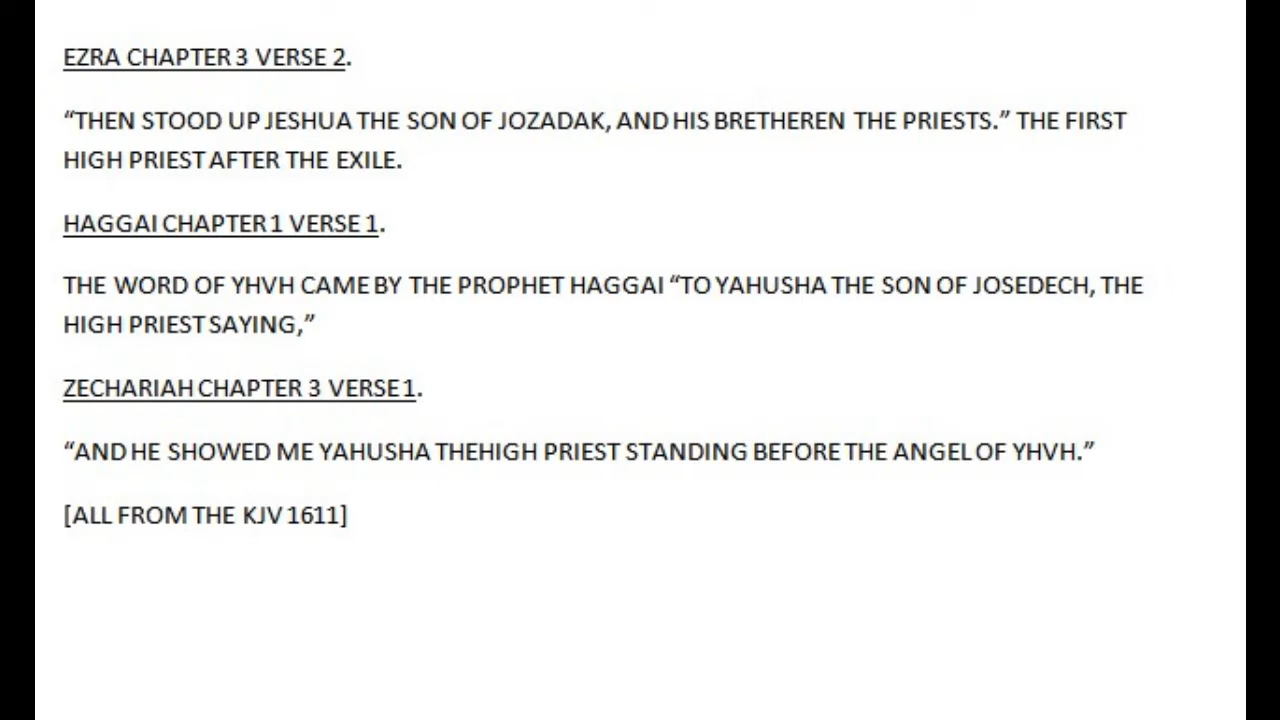 EZRA CHAPTER 3 VERSE 2.
“THEN STOOD UP JESHUA THE SON OF JOZADAK, AND HIS BRETHEREN THE PRIESTS.” THE FIRST
HIGH PRIEST AFTER THE EXILE.
HAGGAI CHAPTER 1 VERSE 1.
THE WORD OF YHVH CAME BY THE PROPHET HAGGAI “TO YAHUSHA THE SON OF JOSEDECH, THE
HIGH PRIEST SAYING,”
ZECHARIAH CHAPTER 3 VERSE 1.
“AND HE SHOWED ME YAHUSHA THEHIGH PRIEST STANDING BEFORE THE ANGEL OF YHVH.”
[ALL FROM THE KJV 1611]